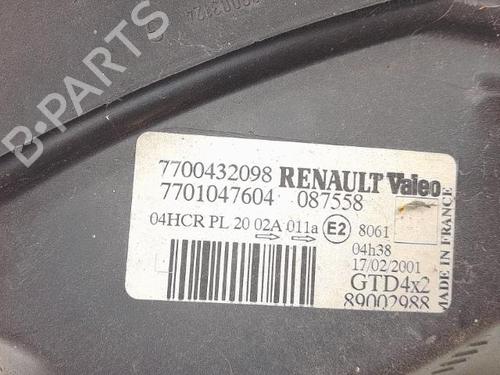 B-PARTS
7700432098 RENAULT Valeo
7701047604 087558
04HCR PL 20 02A 011a E2 8061
04h38
17/02/2001
GTD4x2
89002988
MADE IN FRANCE